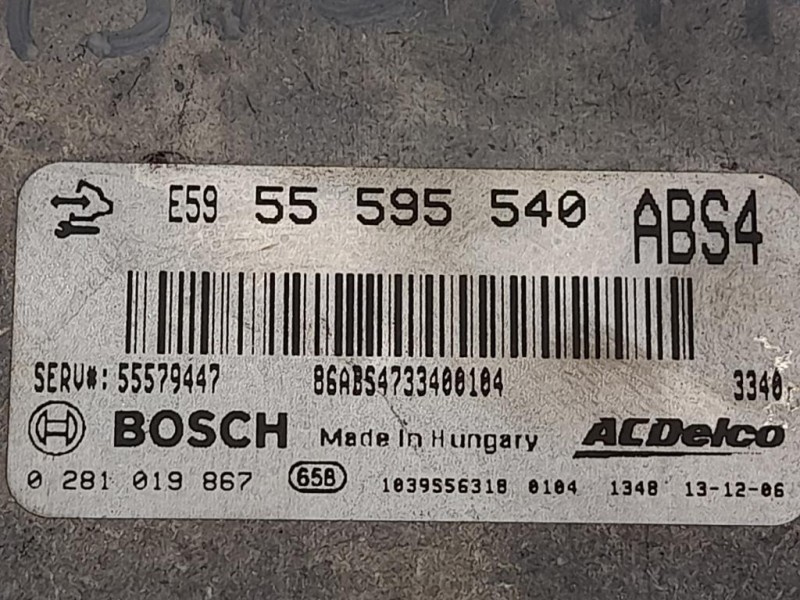 E59 55 595 540 ABS4
SERV#: 55579447 86ABS4733400104 3340
BOSCH Made in Hungary ACDelco
0 281 019 867 658 1039556318 0104 1348 13-12-06